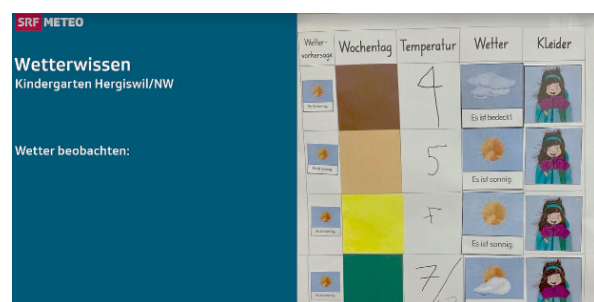 SRF METEO
Wetterwissen
Kindergarten Hergiswil/NW
Wetter beobachten:
Wetter-
vorhersage
Wochentag Temperatur Wetter Kleider
4
Es ist bedeckt.
5
Es ist sonnig.
Es ist sonnig.
7/